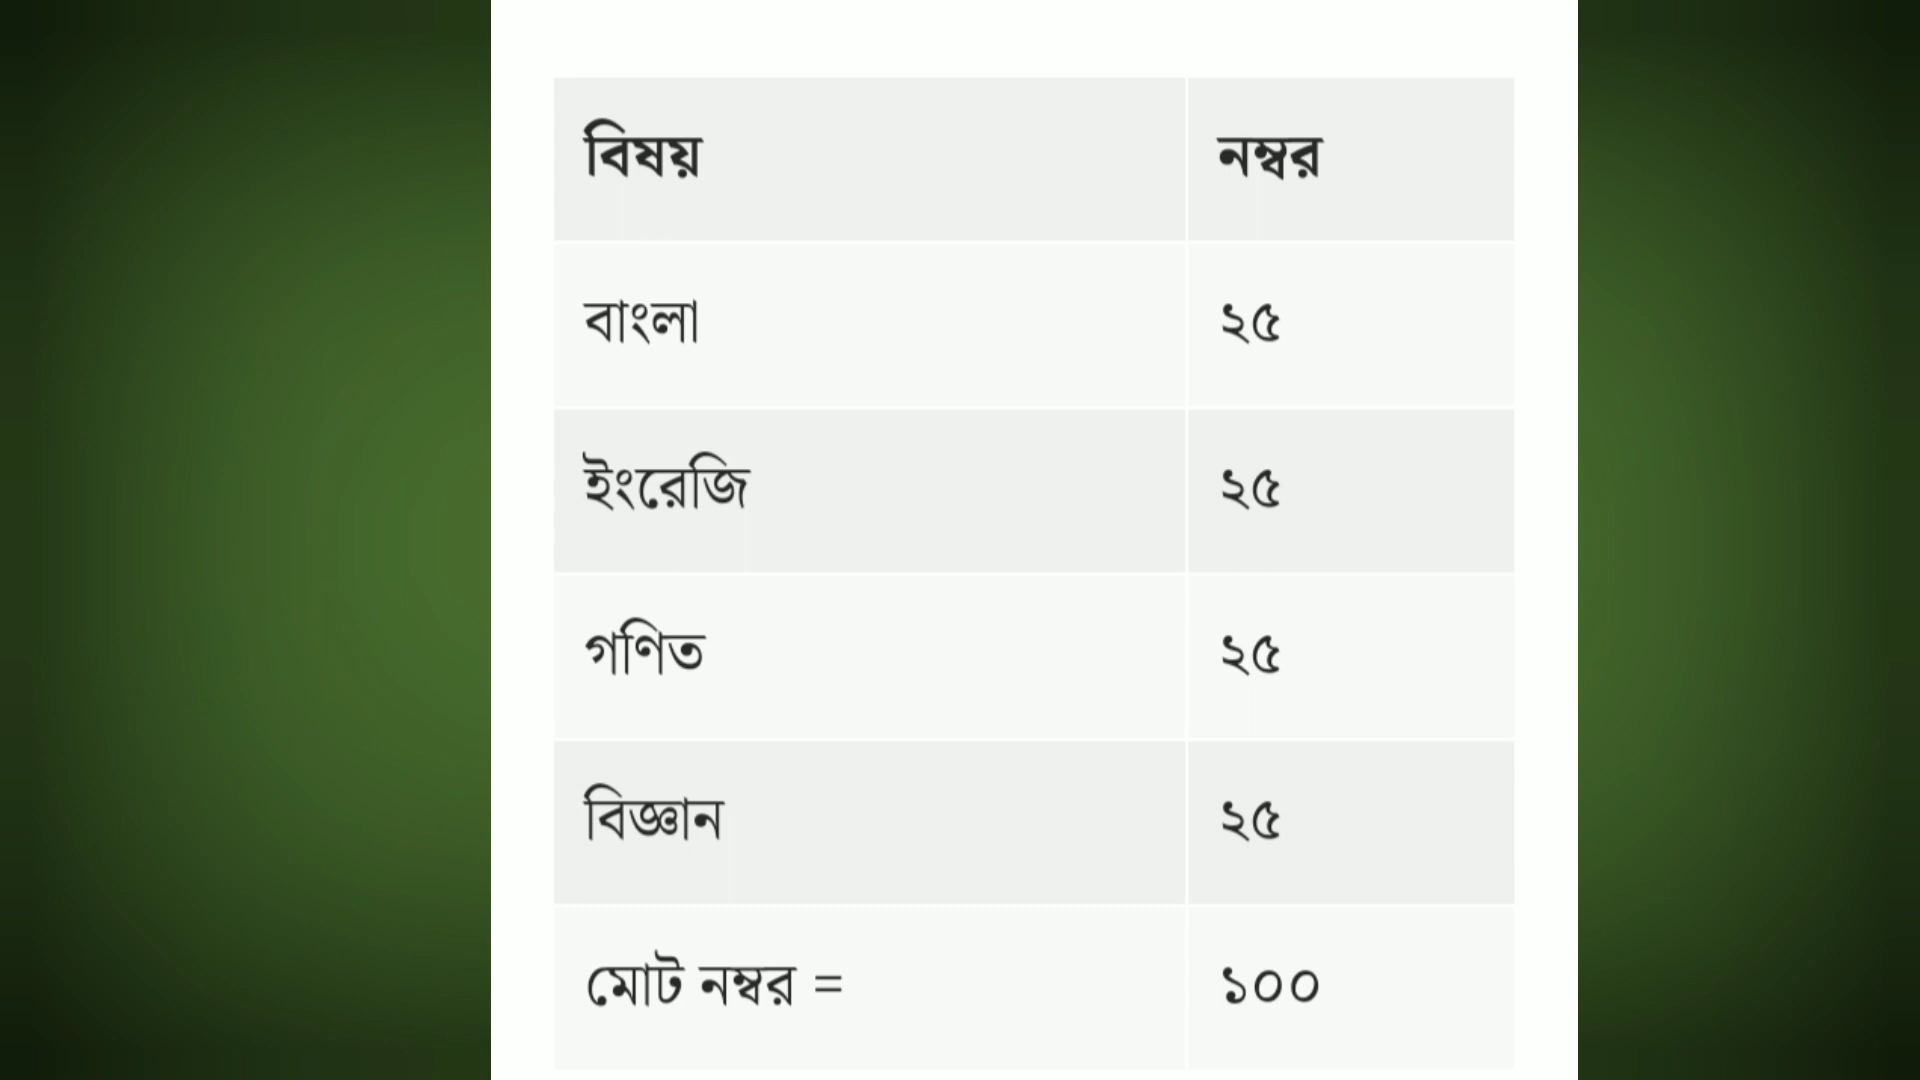 বিষয় নম্বর
বাংলা ২৫
ইংরেজি ২৫
গণিত ২৫
বিজ্ঞান ২৫
মোট নম্বর = ১০০